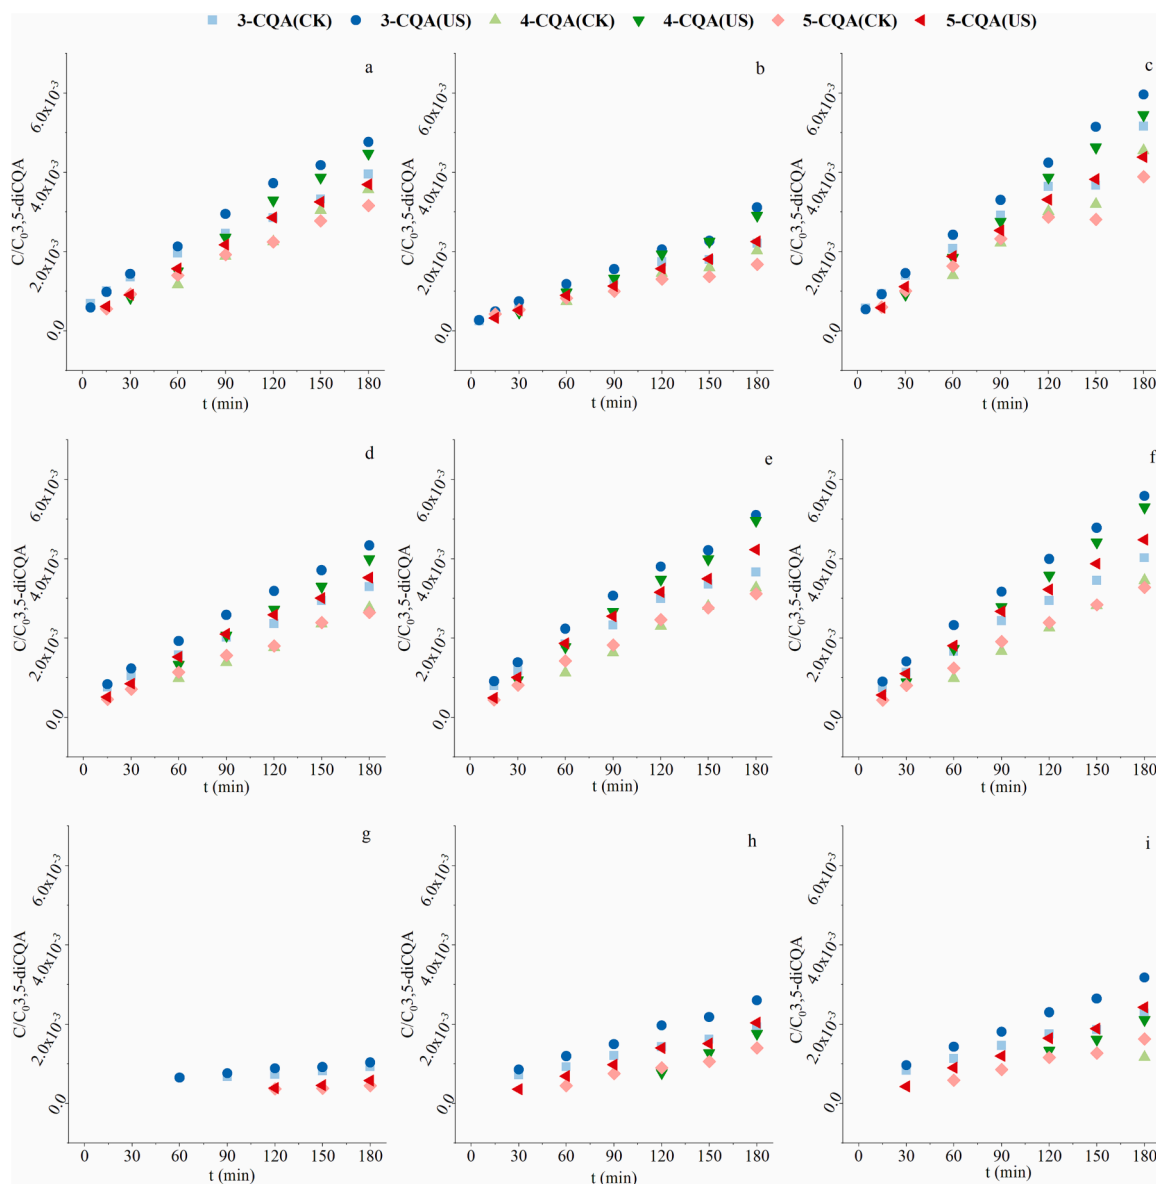 3-CQA(CK) 3-CQA(US) 4-CQA(CK) 4-CQA(US) 5-CQA(CK) 5-CQA(US)
a
C/C₀3,5-diCQA
6.0x10⁻³
4.0x10⁻³
2.0x10⁻³
0.0
0 30 60 90 120 150 180
t (min)
b
C/C₀3,5-diCQA
6.0x10⁻³
4.0x10⁻³
2.0x10⁻³
0.0
0 30 60 90 120 150 180
t (min)
c
C/C₀3,5-diCQA
6.0x10⁻³
4.0x10⁻³
2.0x10⁻³
0.0
0 30 60 90 120 150 180
t (min)
d
C/C₀3,5-diCQA
6.0x10⁻³
4.0x10⁻³
2.0x10⁻³
0.0
0 30 60 90 120 150 180
t (min)
e
C/C₀3,5-diCQA
6.0x10⁻³
4.0x10⁻³
2.0x10⁻³
0.0
0 30 60 90 120 150 180
t (min)
f
C/C₀3,5-diCQA
6.0x10⁻³
4.0x10⁻³
2.0x10⁻³
0.0
0 30 60 90 120 150 180
t (min)
g
C/C₀3,5-diCQA
6.0x10⁻³
4.0x10⁻³
2.0x10⁻³
0.0
0 30 60 90 120 150 180
t (min)
h
C/C₀3,5-diCQA
6.0x10⁻³
4.0x10⁻³
2.0x10⁻³
0.0
0 30 60 90 120 150 180
t (min)
i
C/C₀3,5-diCQA
6.0x10⁻³
4.0x10⁻³
2.0x10⁻³
0.0
0 30 60 90 120 150 180
t (min)